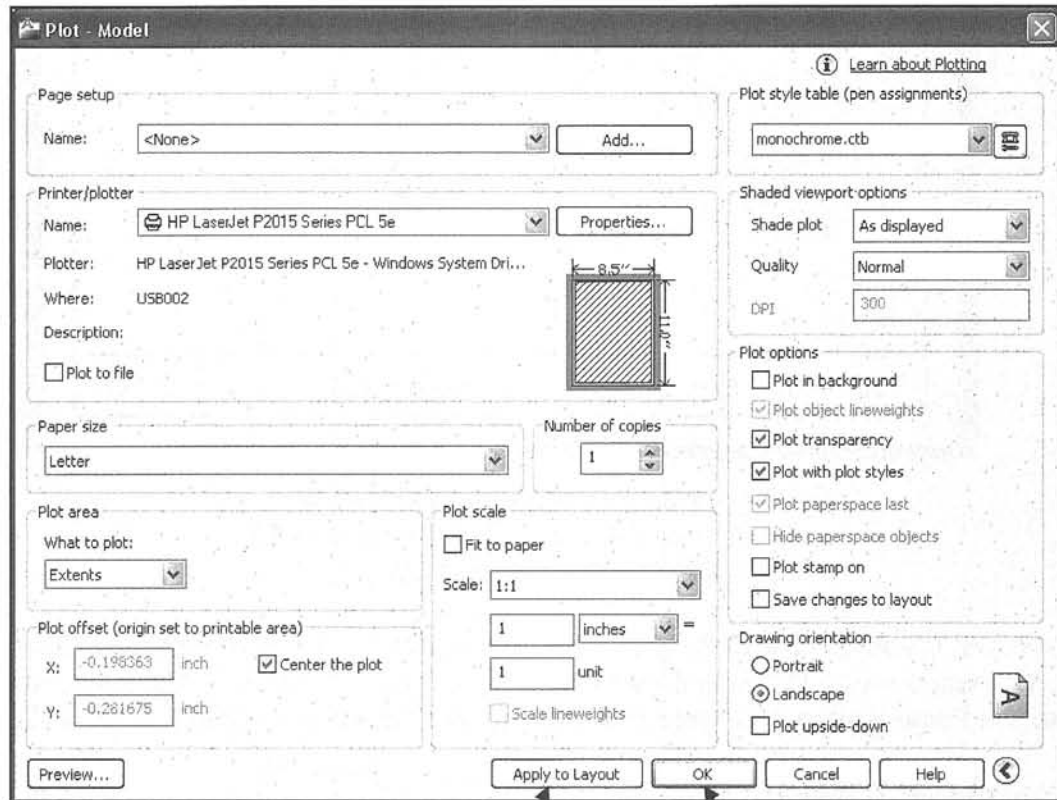 Plot - Model
Learn about Plotting
Page setup
Name: <None> Add...
Plot style table (pen assignments)
monochrome.ctb
Printer/plotter
Name: HP LaserJet P2015 Series PCL 5e Properties...
Plotter: HP LaserJet P2015 Series PCL 5e - Windows System Dri...
Where: USB002
Description:
Plot to file
8.5″
11.0″
Shaded viewport options
Shade plot As displayed
Quality Normal
DPI 300
Paper size
Letter
Number of copies
1
Plot options
Plot in background
Plot object lineweights
Plot transparency
Plot with plot styles
Plot paperspace last
Hide paperspace objects
Plot stamp on
Save changes to layout
Plot area
What to plot:
Extents
Plot scale
Fit to paper
Scale: 1:1
1 inches =
1 unit
Scale lineweights
Plot offset (origin set to printable area)
X: -0.198363 inch Center the plot
Y: -0.281675 inch
Drawing orientation
Portrait
Landscape
Plot upside-down
A
Preview... Apply to Layout OK Cancel Help